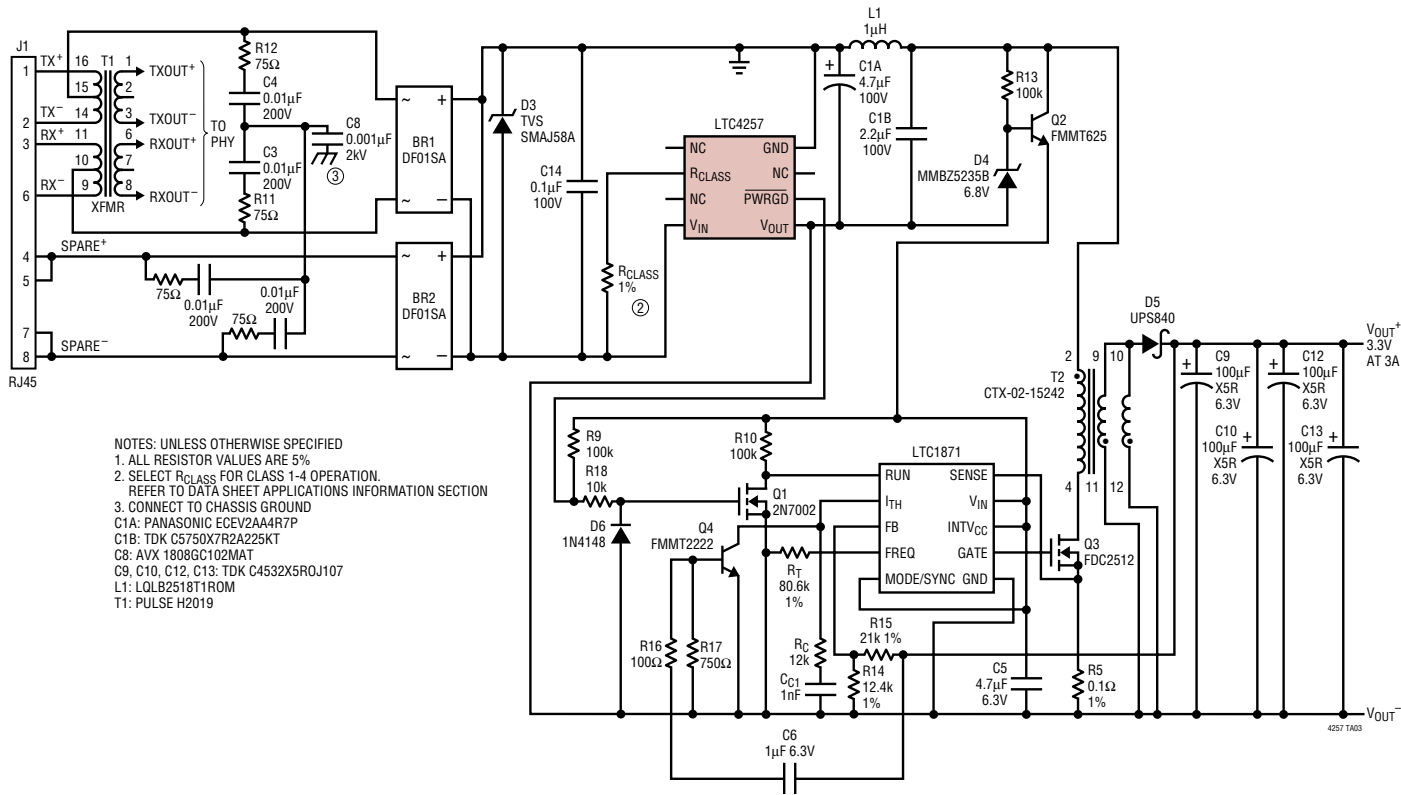 J1
RJ45
1
2
3
6
4
5
7
8
TX+
TX−
RX+
RX−
SPARE+
SPARE−
16
15
14
11
10
9
T1
XFMR
1
2
3
6
7
8
TXOUT+
TXOUT−
RXOUT+
RXOUT−
TO
PHY
R12
75Ω
C4
0.01µF
200V
C3
0.01µF
200V
R11
75Ω
C8
0.001µF
2kV
3
75Ω
0.01µF
200V
75Ω
0.01µF
200V
~ +
BR1
DF01SA
~ −
~ +
BR2
DF01SA
~ −
D3
TVS
SMAJ58A
C14
0.1µF
100V
RCLASS
1%
2
LTC4257
NC
RCLASS
NC
VIN
GND
NC
PWRGD
VOUT
L1
1µH
+
C1A
4.7µF
100V
C1B
2.2µF
100V
R13
100k
D4
MMBZ5235B
6.8V
Q2
FMMT625
T2
CTX-02-15242
2
9
10
4
11
12
D5
UPS840
VOUT+
3.3V
AT 3A
+
C9
100µF
X5R
6.3V
+
C12
100µF
X5R
6.3V
C10
100µF
X5R
6.3V
+
C13
100µF
X5R
6.3V
+
R9
100k
R18
10k
R10
100k
Q1
2N7002
D6
1N4148
Q4
FMMT2222
RT
80.6k
1%
LTC1871
RUN
ITH
FB
FREQ
MODE/SYNC
SENSE
VIN
INTVCC
GATE
GND
Q3
FDC2512
R16
100Ω
R17
750Ω
RC
12k
CC1
1nF
R15
21k 1%
R14
12.4k
1%
C5
4.7µF
6.3V
R5
0.1Ω
1%
C6
1µF 6.3V
VOUT−
4257 TA03
NOTES: UNLESS OTHERWISE SPECIFIED
1. ALL RESISTOR VALUES ARE 5%
2. SELECT RCLASS FOR CLASS 1-4 OPERATION.
REFER TO DATA SHEET APPLICATIONS INFORMATION SECTION
3. CONNECT TO CHASSIS GROUND
C1A: PANASONIC ECEV2AA4R7P
C1B: TDK C5750X7R2A225KT
C8: AVX 1808GC102MAT
C9, C10, C12, C13: TDK C4532X5ROJ107
L1: LQLB2518T1ROM
T1: PULSE H2019